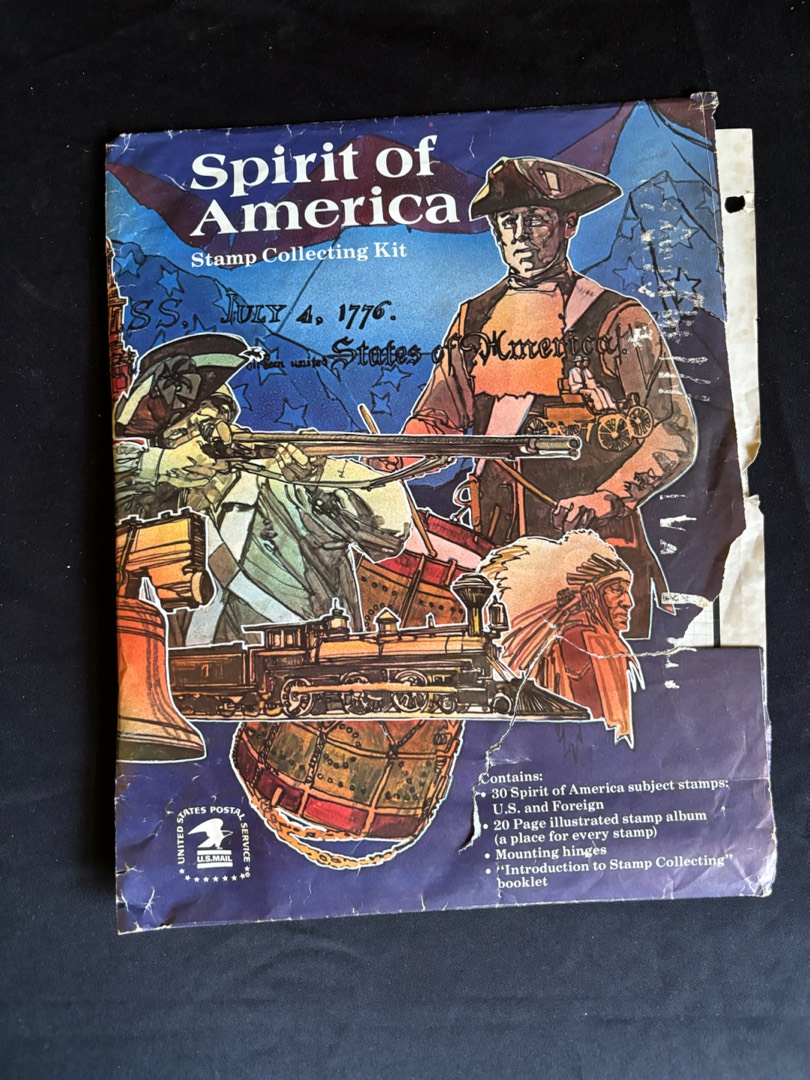 Spirit of
America
Stamp Collecting Kit
SS, JULY 4, 1776.
States of America.
Contains:
• 30 Spirit of America subject stamps:
U.S. and Foreign
• 20 Page illustrated stamp album
(a place for every stamp)
• Mounting hinges
• "Introduction to Stamp Collecting"
booklet
UNITED STATES POSTAL SERVICE
U.S.MAIL